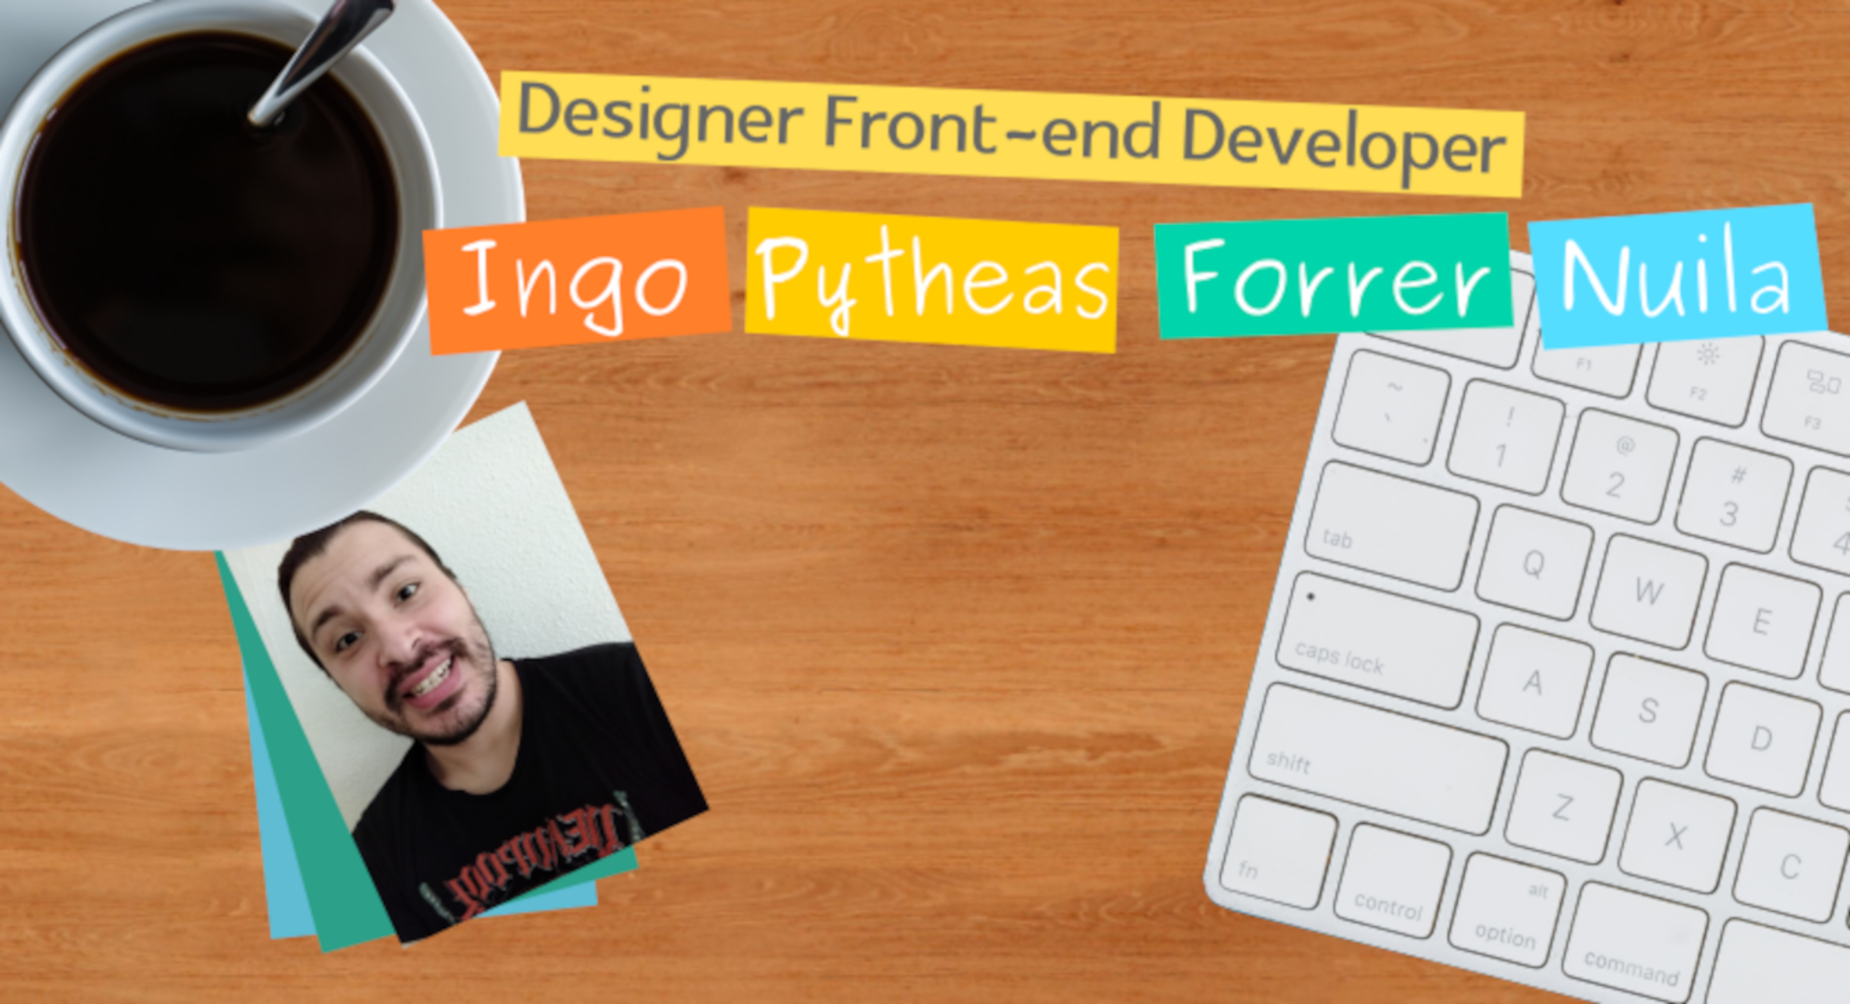 Designer Front-end Developer
Ingo Pytheas Forrer Nuila
F1 F2 F3
~ ` ! 1 @ 2 # 3 4
tab Q W E
caps lock A S D
shift Z X C
fn control alt option command